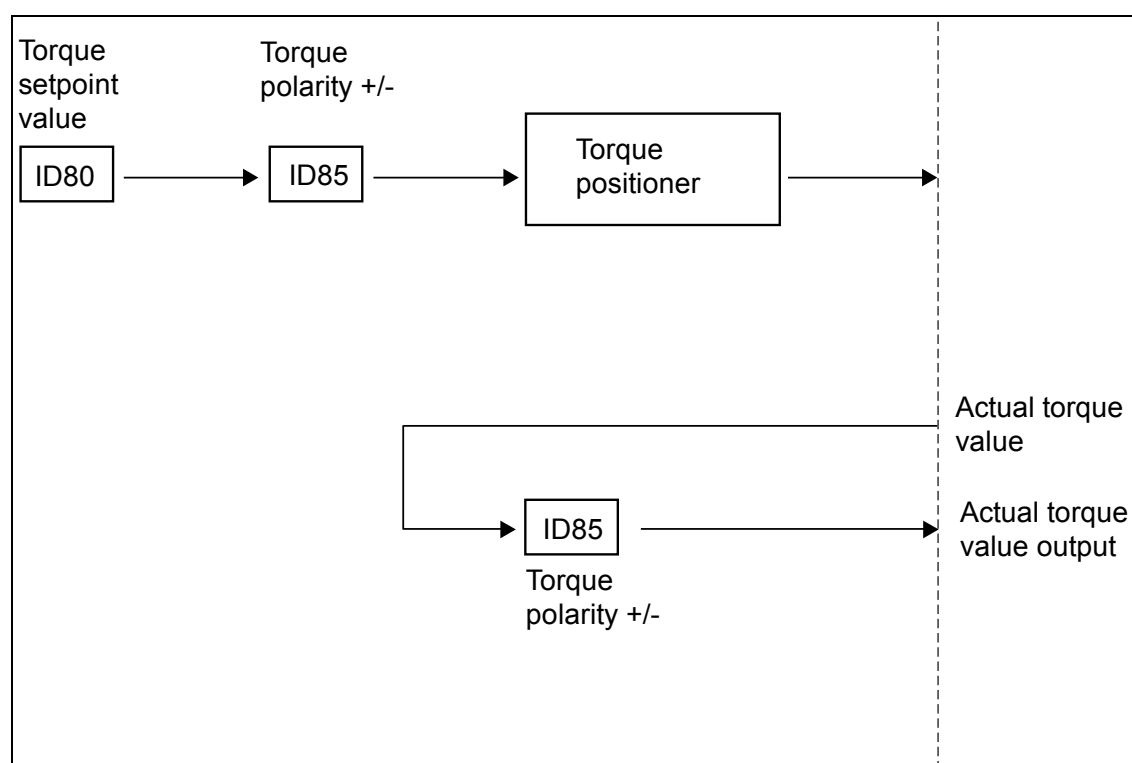 Torque
setpoint
value
ID80
Torque
polarity +/-
ID85
Torque
positioner
Actual torque
value
ID85
Torque
polarity +/-
Actual torque
value output